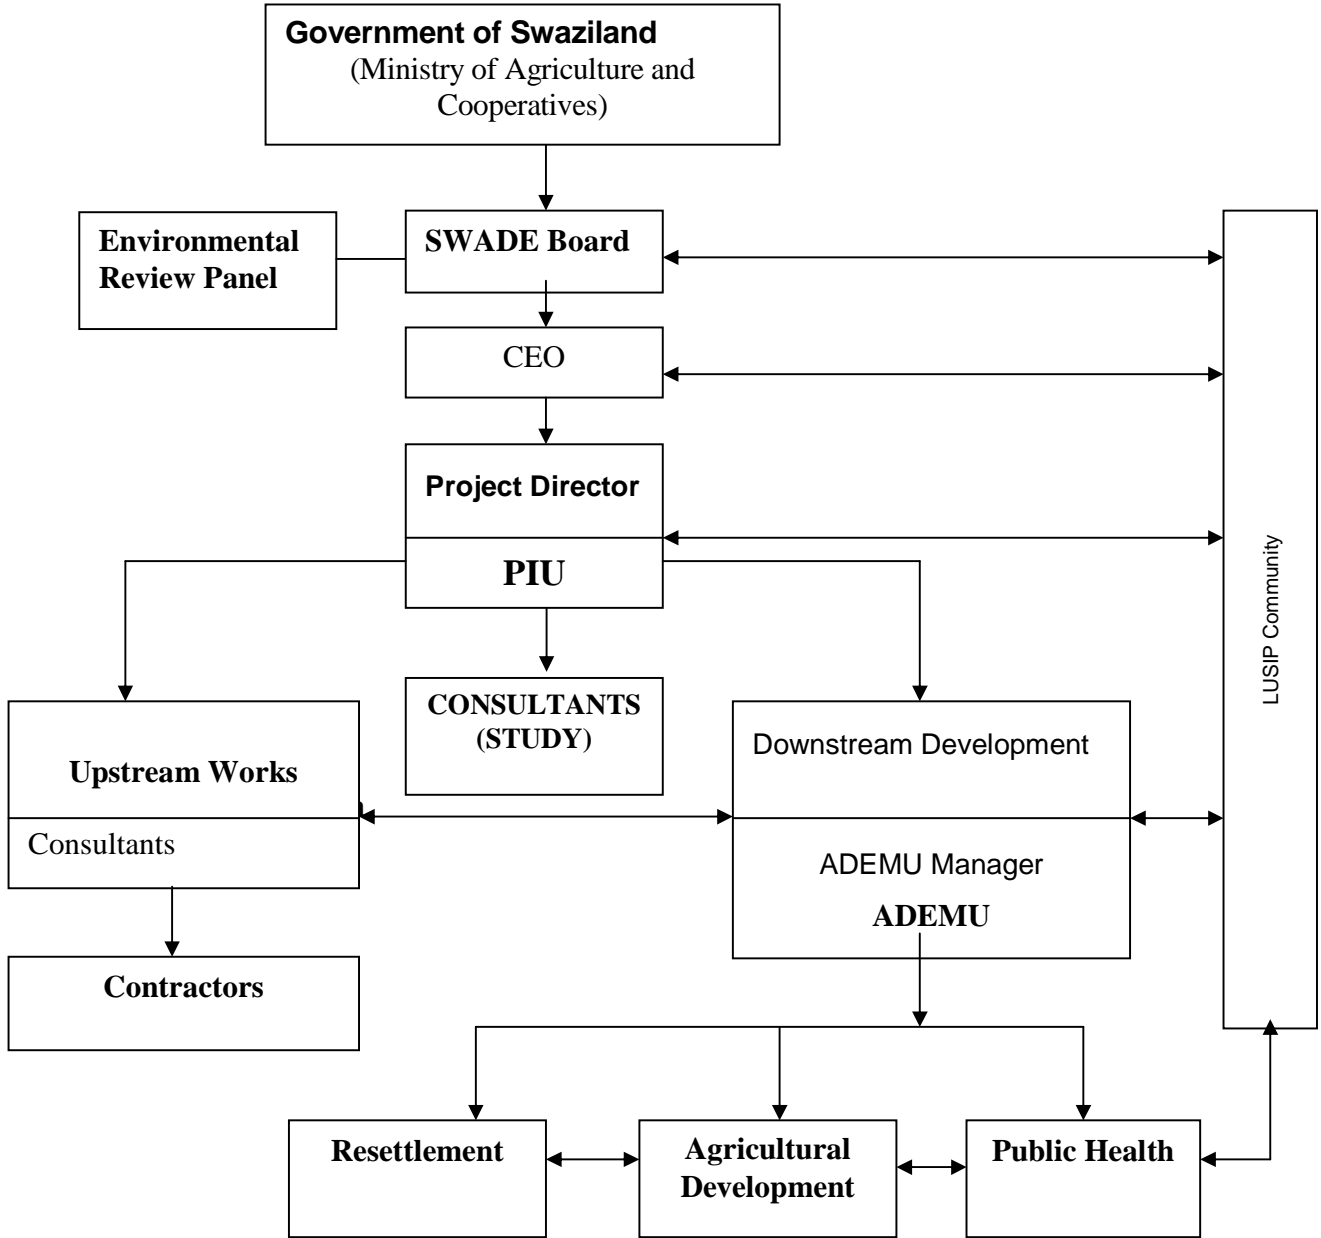 Government of Swaziland
(Ministry of Agriculture and
Cooperatives)
Environmental
Review Panel
SWADE Board
CEO
Project Director
PIU
LUSIP Community
CONSULTANTS
(STUDY)
Upstream Works
Consultants
Downstream Development
ADEMU Manager
ADEMU
Contractors
Resettlement
Agricultural
Development
Public Health